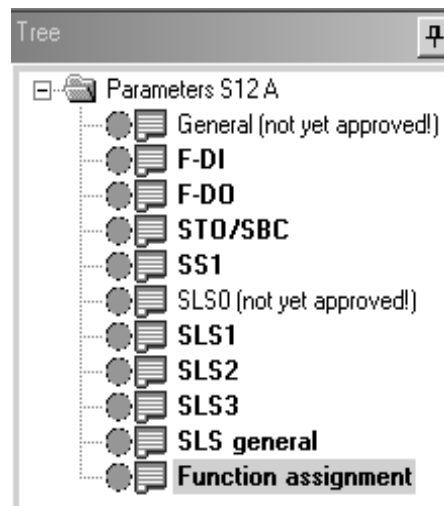 Tree
Parameters S12 A
General (not yet approved!)
F-DI
F-DO
STO/SBC
SS1
SLS0 (not yet approved!)
SLS1
SLS2
SLS3
SLS general
Function assignment